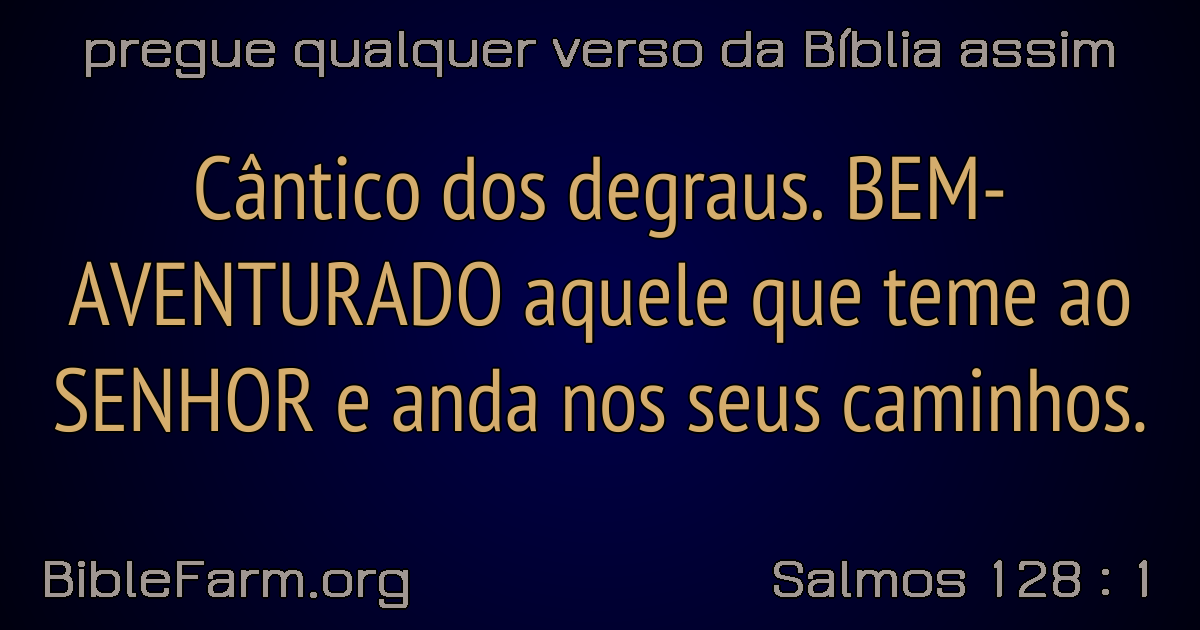 pregue qualquer verso da Bíblia assim
Cântico dos degraus. BEM-
AVENTURADO aquele que teme ao
SENHOR e anda nos seus caminhos.
BibleFarm.org
Salmos 128 : 1